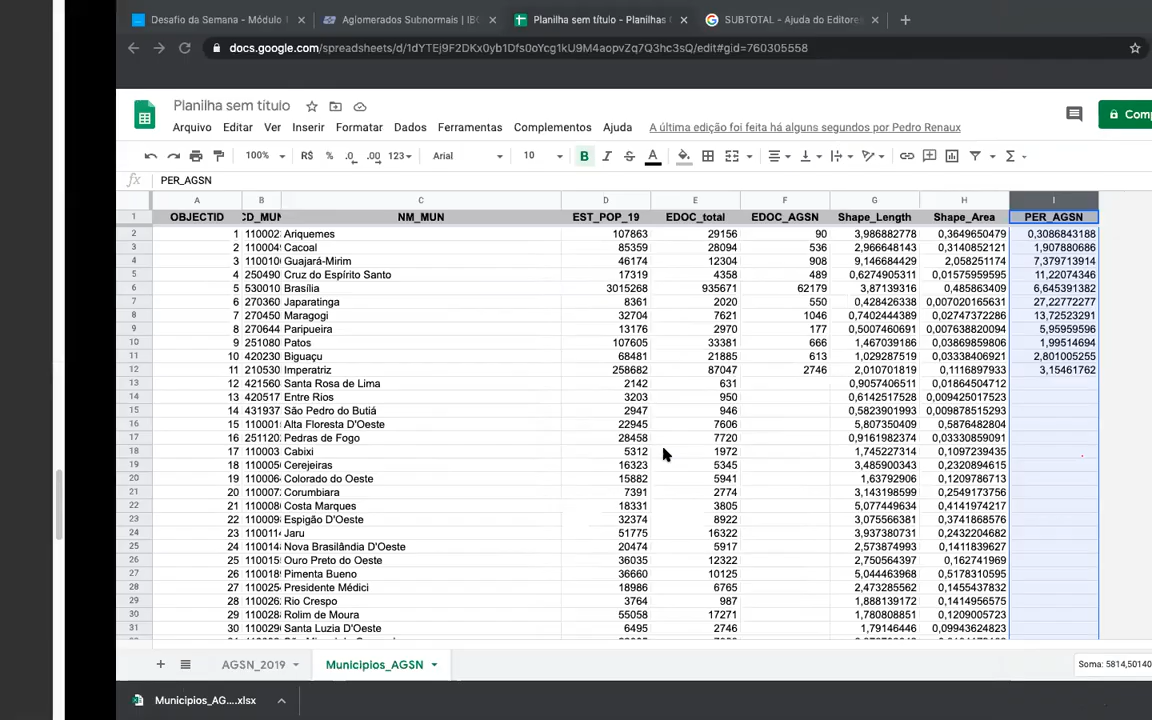 Desafio da Semana - Módulo 1 Aglomerados Subnormais | IBG Planilha sem título - Planilhas SUBTOTAL - Ajuda do Editores
docs.google.com/spreadsheets/d/1dYTEj9F2DKx0yb1Dfs0oYcg1kU9M4aopvZq7Q3hc3sQ/edit#gid=760305558
Planilha sem título
Arquivo Editar Ver Inserir Formatar Dados Ferramentas Complementos Ajuda A última edição foi feita há alguns segundos por Pedro Renaux Com
100% R$ % .0 .00 123 Arial 10 B I S A
fx PER_AGSN
A B C D E F G H I
1 OBJECTID CD_MUN NM_MUN EST_POP_19 EDOC_total EDOC_AGSN Shape_Length Shape_Area PER_AGSN
2 1 11002 Ariquemes 107863 29156 90 3,986882778 0,3649650479 0,3086843188
3 2 11004 Cacoal 85359 28094 536 2,966648143 0,3140852121 1,907880686
4 3 110010 Guajará-Mirim 46174 12304 908 9,146684429 2,058251174 7,379713914
5 4 250490 Cruz do Espírito Santo 17319 4358 489 0,6274905311 0,01575959595 11,22074346
6 5 530010 Brasília 3015268 935671 62179 3,87139316 0,485863409 6,645391382
7 6 270360 Japaratinga 8361 2020 550 0,428426338 0,007020165631 27,22772277
8 7 270450 Maragogi 32704 7621 1046 0,7402444389 0,02747372286 13,72523291
9 8 270644 Paripueira 13176 2970 177 0,5007460691 0,007638820094 5,95959596
10 9 251080 Patos 107605 33381 666 1,467039186 0,03869859806 1,99514694
11 10 420230 Biguaçu 68481 21885 613 1,029287519 0,03338406921 2,801005255
12 11 210530 Imperatriz 258682 87047 2746 2,010701819 0,1116897933 3,15461762
13 12 421560 Santa Rosa de Lima 2142 631 0,9057406511 0,01864504712
14 13 420517 Entre Rios 3203 950 0,6142517528 0,009425017523
15 14 431937 São Pedro do Butiá 2947 946 0,5823901993 0,009878515293
16 15 11000 Alta Floresta D'Oeste 22945 7606 5,807350409 0,5876482804
17 16 251120 Pedras de Fogo 28458 7720 0,9161982374 0,03330859091
18 17 110003 Cabixi 5312 1972 1,745227314 0,1097239435
19 18 110005 Cerejeiras 16323 5345 3,485900343 0,2320894615
20 19 110006 Colorado do Oeste 15882 5941 1,63792906 0,1209786713
21 20 110007 Corumbiara 7391 2774 3,143198599 0,2549173756
22 21 110008 Costa Marques 18331 3805 5,077449634 0,4141974217
23 22 110009 Espigão D'Oeste 32374 8922 3,075566381 0,3741868576
24 23 11001 Jaru 51775 16322 3,937380731 0,2432204682
25 24 110014 Nova Brasilândia D'Oeste 20474 5917 2,573874993 0,1411839627
26 25 110015 Ouro Preto do Oeste 36035 12322 2,750564397 0,162741969
27 26 110018 Pimenta Bueno 36660 10125 5,044463968 0,5178310595
28 27 110025 Presidente Médici 18986 6765 2,473285562 0,1455437832
29 28 110026 Rio Crespo 3764 987 1,888139172 0,1414956575
30 29 110028 Rolim de Moura 55058 17271 1,780808851 0,1209005723
31 30 110029 Santa Luzia D'Oeste 6495 2746 1,79146446 0,09943624823
AGSN_2019 Municipios_AGSN Soma: 5814,50140
Municipios_AG....xlsx